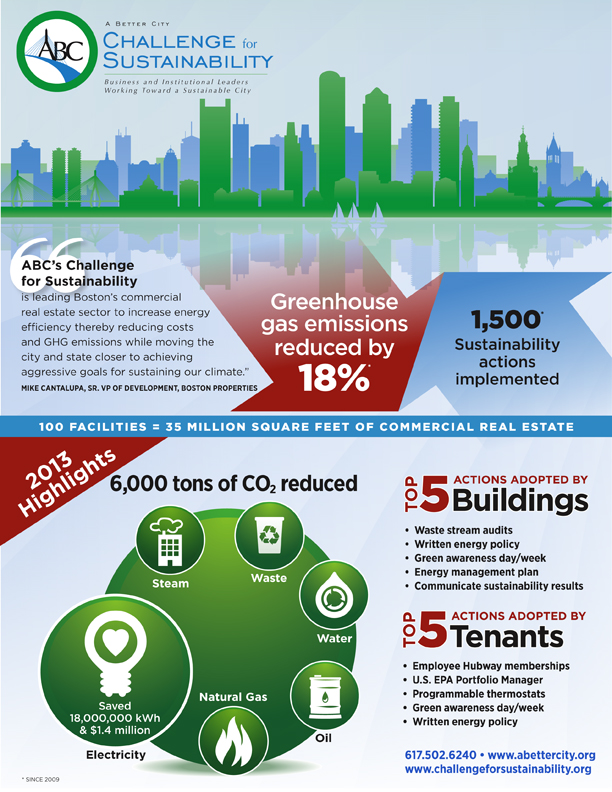 ABC
A BETTER CITY
CHALLENGE for
SUSTAINABILITY
Business and Institutional Leaders
Working Toward a Sustainable City
“
ABC's Challenge
for Sustainability
is leading Boston's commercial
real estate sector to increase energy
efficiency thereby reducing costs
and GHG emissions while moving the
city and state closer to achieving
aggressive goals for sustaining our climate.”
MIKE CANTALUPA, SR. VP OF DEVELOPMENT, BOSTON PROPERTIES
Greenhouse
gas emissions
reduced by
18%*
1,500*
Sustainability
actions
implemented
100 FACILITIES = 35 MILLION SQUARE FEET OF COMMERCIAL REAL ESTATE
2013
Highlights
6,000 tons of CO₂ reduced
Steam
Waste
Water
Oil
Natural Gas
Saved
18,000,000 kWh
& $1.4 million
Electricity
TOP 5 ACTIONS ADOPTED BY
Buildings
• Waste stream audits
• Written energy policy
• Green awareness day/week
• Energy management plan
• Communicate sustainability results
TOP 5 ACTIONS ADOPTED BY
Tenants
• Employee Hubway memberships
• U.S. EPA Portfolio Manager
• Programmable thermostats
• Green awareness day/week
• Written energy policy
617.502.6240 • www.abettercity.org
www.challengeforsustainability.org
* SINCE 2009